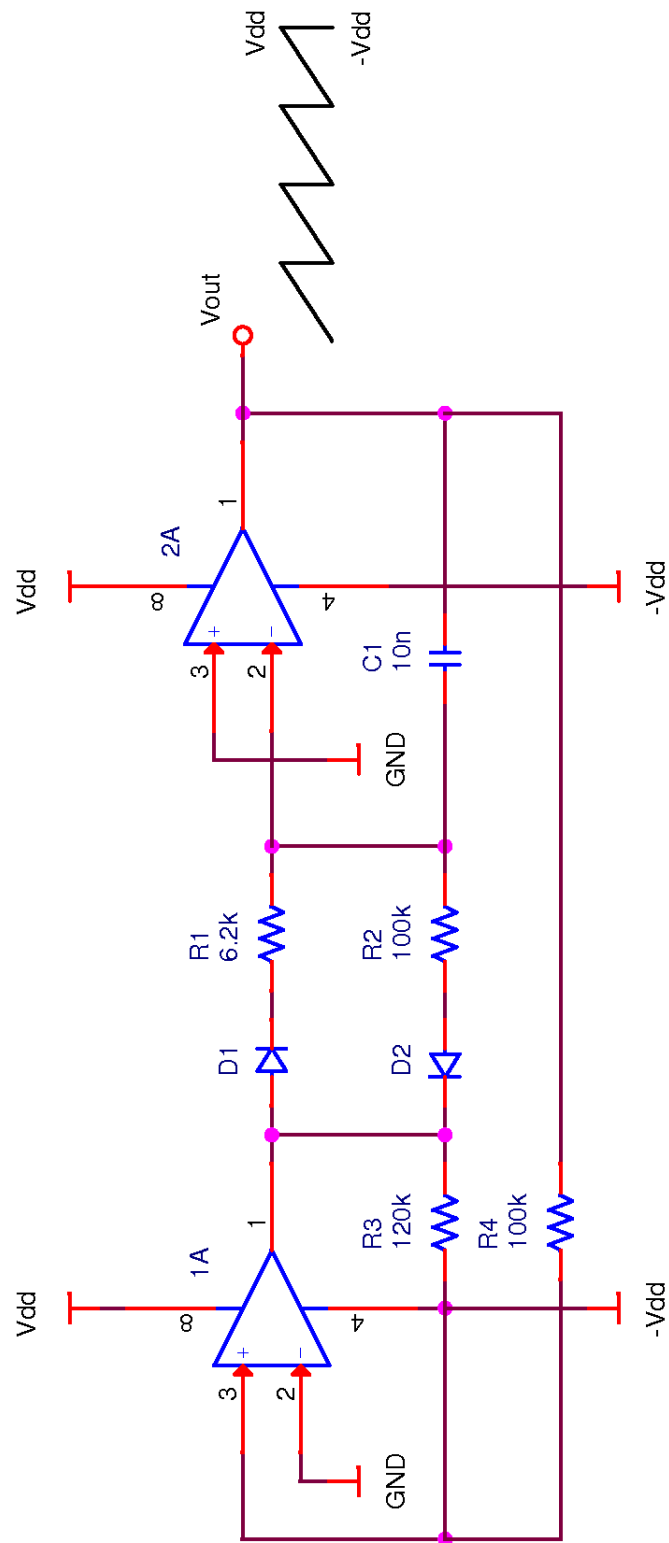 Vdd
Vdd
Vdd
-Vdd
8
1A
1
3
+
2
-
4
GND
-Vdd
D1
R1
6.2k
D2
R2
100k
R3
120k
R4
100k
8
2A
1
3
+
2
-
4
GND
-Vdd
C1
10n
Vout